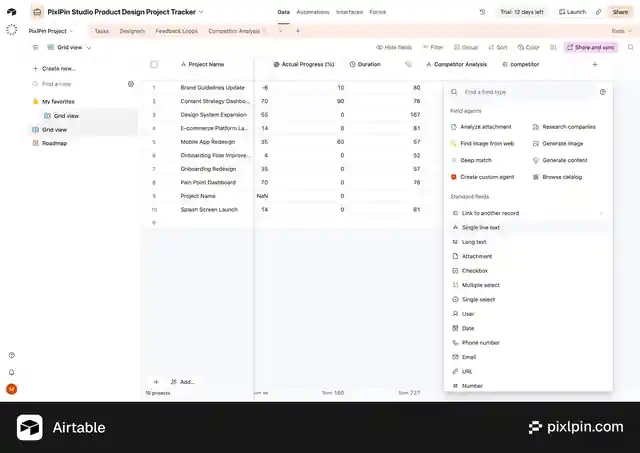 PixlPin Studio Product Design Project Tracker
Data Automations Interfaces Forms
Trial: 12 days left
Launch
Share
PixlPin Project Tasks Designers Feedback Loops Competitor Analysis
Tools
Grid view
Hide fields Filter Group Sort Color Share and sync
Create new...
Find a view
My favorites
Grid view
Grid view
Roadmap
Project Name Actual Progress (%) Duration Competitor Analysis competitor
1 Brand Guidelines Update -6 10 80
2 Content Strategy Dashbo... 70 90 76
3 Design System Expansion 55 0 167
4 E-commerce Platform La... 14 0 81
5 Mobile App Redesign 35 60 57
6 Onboarding Flow Improve... 4 0 52
7 Onboarding Redesign 35 0 57
8 Pain Point Dashboard 70 0 76
9 Project Name NaN 0
10 Splash Screen Launch 14 0 81
Find a field type
Field agents
Analyze attachment Research companies
Find image from web Generate image
Deep match Generate content
Create custom agent Browse catalog
Standard fields
Link to another record
Single line text
Long text
Attachment
Checkbox
Multiple select
Single select
User
Date
Phone number
Email
URL
Number
Add...
10 projects
Sum 160
Sum 727
M
Airtable
pixlpin.com